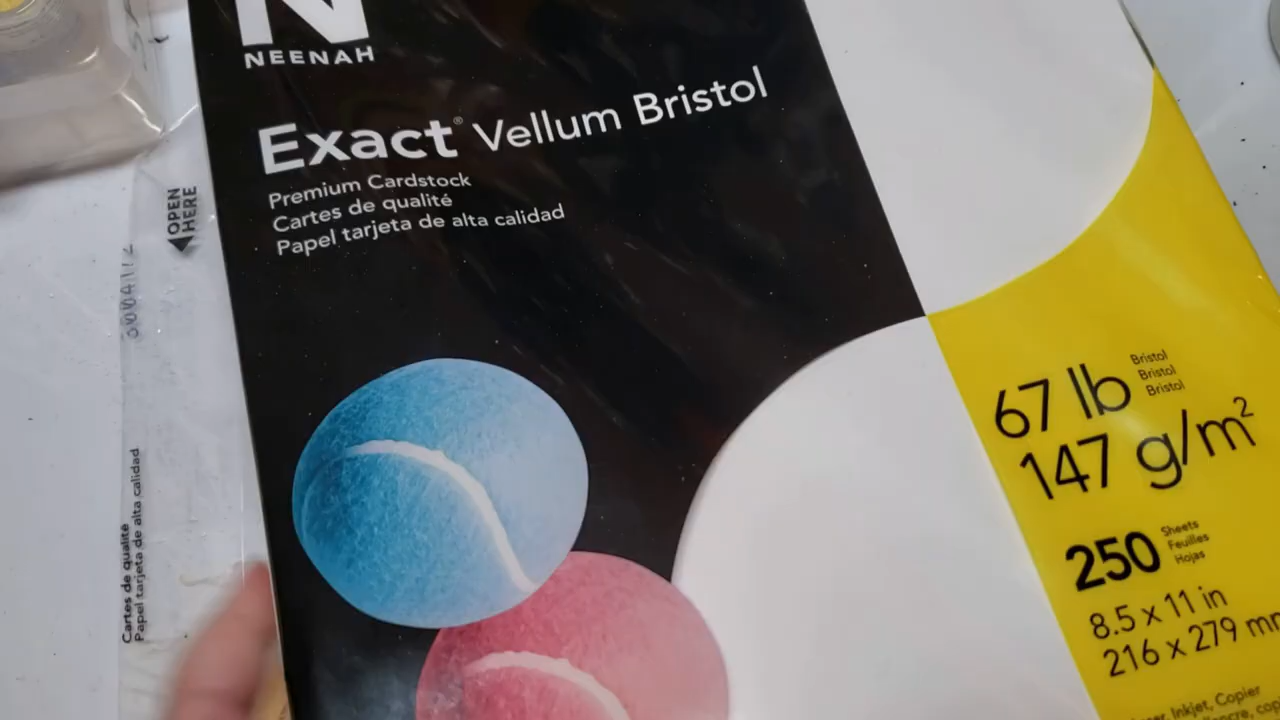 NEENAH
Exact® Vellum Bristol
Premium Cardstock
Cartes de qualité
Papel tarjeta de alta calidad
OPEN
HERE
Cartes de qualité
Papel tarjeta de alta calidad
67 lb
Bristol
Bristol
Bristol
147 g/m²
250
Sheets
Feuilles
Hojas
8.5 x 11 in
216 x 279 mm
Inkjet, Copier